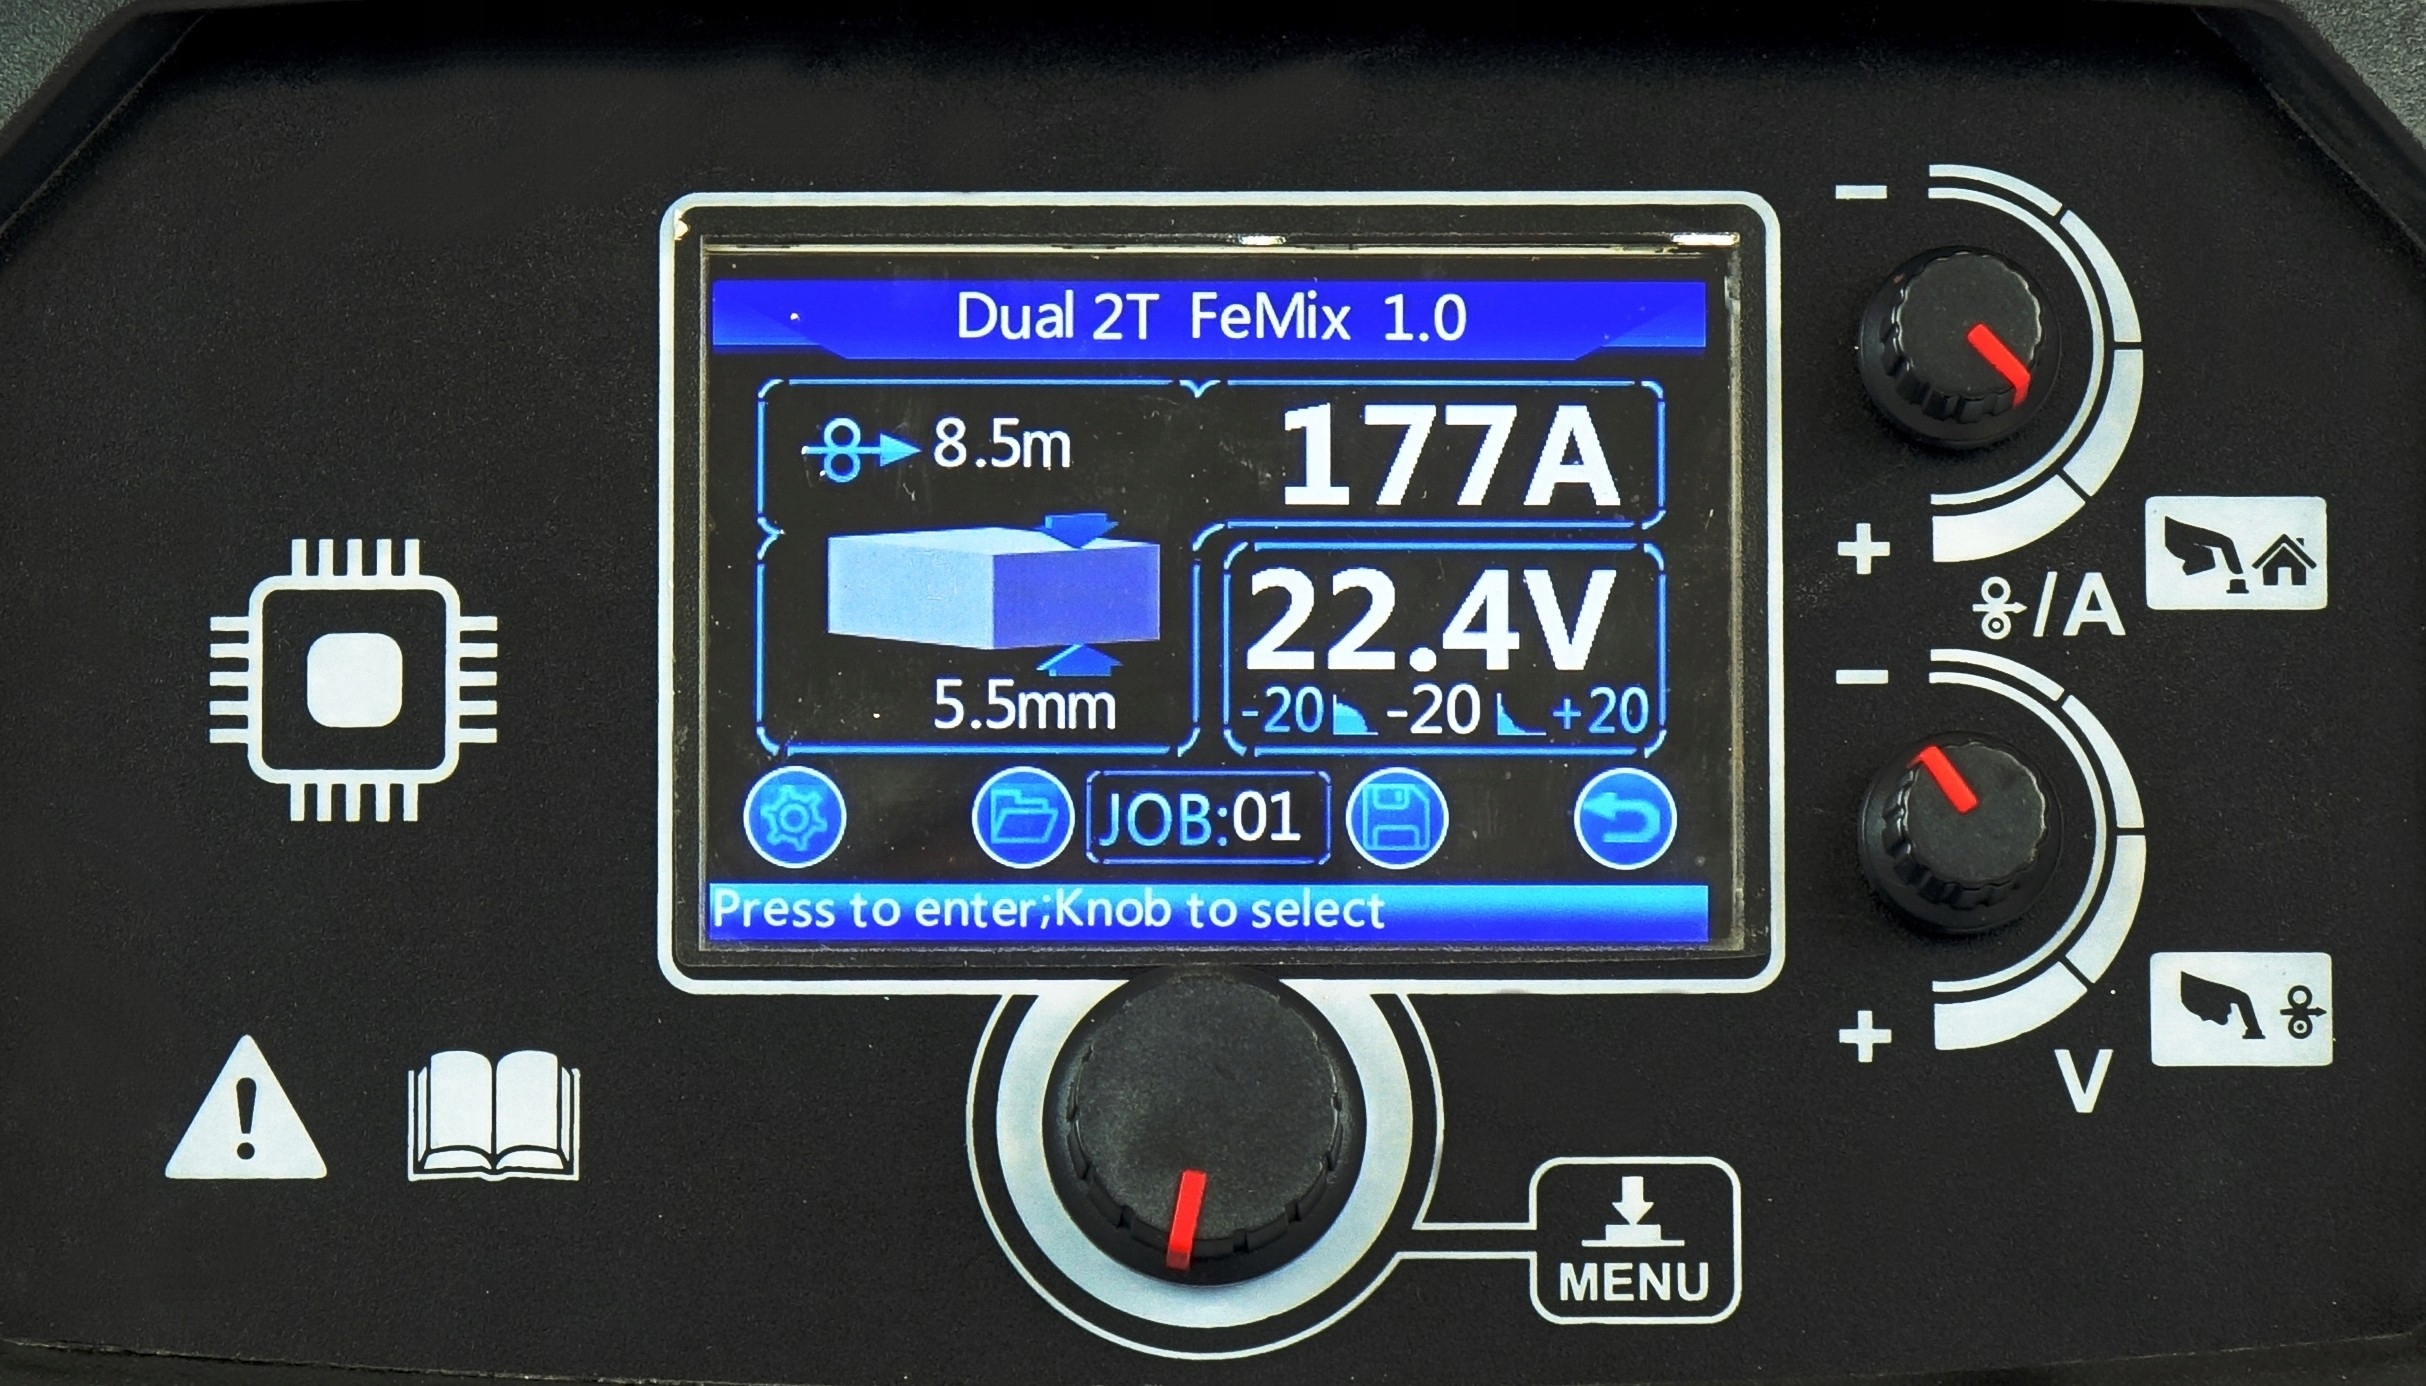 Dual 2T FeMix 1.0
8.5m
177A
22.4V
5.5mm
-20 -20 +20
JOB:01
Press to enter;Knob to select
MENU
-
+
/A
-
+
V